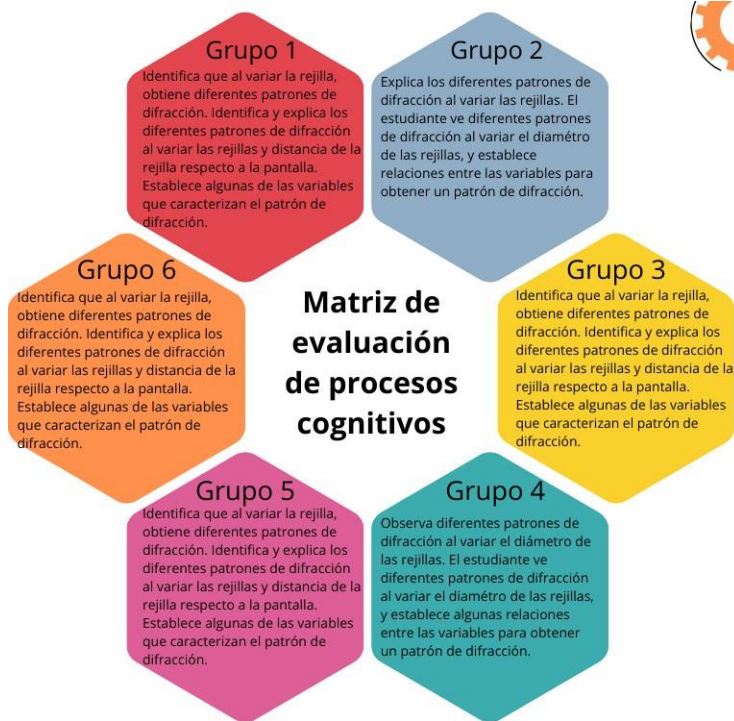 Grupo 1
Identifica que al variar la rejilla,
obtiene diferentes patrones de
difracción. Identifica y explica los
diferentes patrones de difracción
al variar las rejillas y distancia de la
rejilla respecto a la pantalla.
Establece algunas de las variables
que caracterizan el patrón de
difracción.
Grupo 2
Explica los diferentes patrones de
difracción al variar las rejillas. El
estudiante ve diferentes patrones
de difracción al variar el diamétro
de las rejillas, y establece
relaciones entre las variables para
obtener un patrón de difracción.
Grupo 6
Identifica que al variar la rejilla,
obtiene diferentes patrones de
difracción. Identifica y explica los
diferentes patrones de difracción
al variar las rejillas y distancia de la
rejilla respecto a la pantalla.
Establece algunas de las variables
que caracterizan el patrón de
difracción.
Matriz de
evaluación
de procesos
cognitivos
Grupo 3
Identifica que al variar la rejilla,
obtiene diferentes patrones de
difracción. Identifica y explica los
diferentes patrones de difracción
al variar las rejillas y distancia de la
rejilla respecto a la pantalla.
Establece algunas de las variables
que caracterizan el patrón de
difracción.
Grupo 5
Identifica que al variar la rejilla,
obtiene diferentes patrones de
difracción. Identifica y explica los
diferentes patrones de difracción
al variar las rejillas y distancia de la
rejilla respecto a la pantalla.
Establece algunas de las variables
que caracterizan el patrón de
difracción.
Grupo 4
Observa diferentes patrones de
difracción al variar el diámetro de
las rejillas. El estudiante ve
diferentes patrones de difracción
al variar el diamétro de las rejillas,
y establece algunas relaciones
entre las variables para obtener
un patrón de difracción.